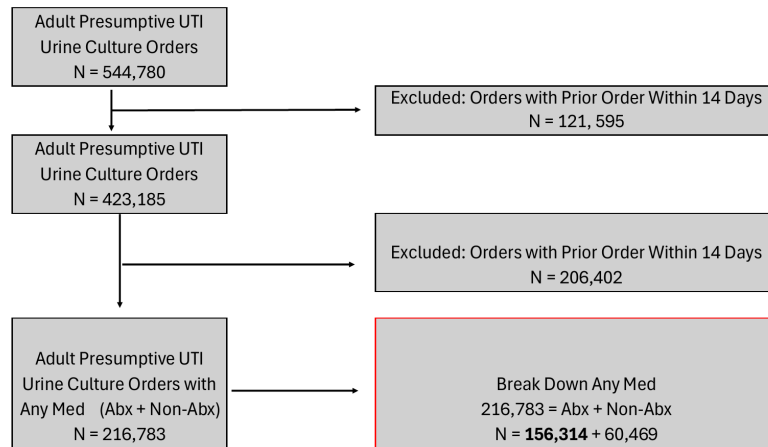 Adult Presumptive UTI
Urine Culture Orders
N = 544,780
Excluded: Orders with Prior Order Within 14 Days
N = 121, 595
Adult Presumptive UTI
Urine Culture Orders
N = 423,185
Excluded: Orders with Prior Order Within 14 Days
N = 206,402
Adult Presumptive UTI
Urine Culture Orders with
Any Med (Abx + Non-Abx)
N = 216,783
Break Down Any Med
216,783 = Abx + Non-Abx
N = 156,314 + 60,469